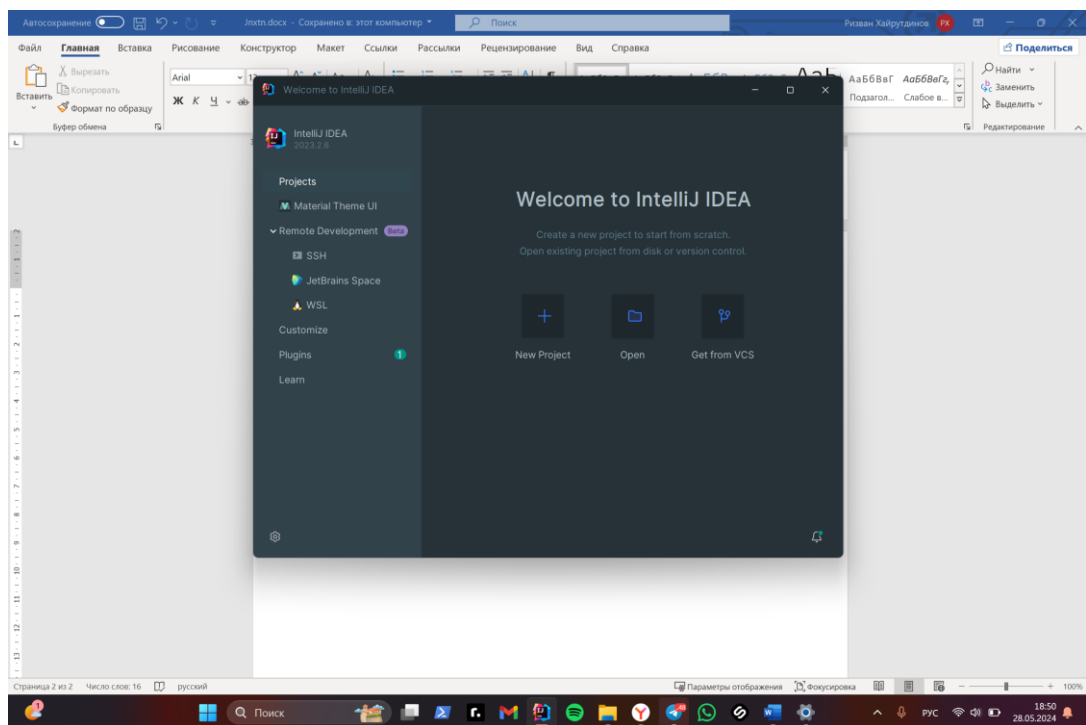 Автосохранение
Jnxtn.docx - Сохранено в: этот компьютер
Поиск
Ризван Хайрутдинов
РХ
Файл Главная Вставка Рисование Конструктор Макет Ссылки Рассылки Рецензирование Вид Справка
Поделиться
Вставить
Вырезать
Копировать
Формат по образцу
Буфер обмена
Arial
Ж К Ч
АаБбВвГ АаБбВвГг,
Подзагол... Слабое в...
Найти
Заменить
Выделить
Редактирование
Welcome to IntelliJ IDEA
IntelliJ IDEA
2023.2.6
Projects
Material Theme UI
Remote Development Beta
SSH
JetBrains Space
WSL
Customize
Plugins 1
Learn
Welcome to IntelliJ IDEA
Create a new project to start from scratch.
Open existing project from disk or version control.
New Project Open Get from VCS
Страница 2 из 2 Число слов: 16 русский
Параметры отображения Фокусировка
100%
Поиск
РУС
18:50
28.05.2024